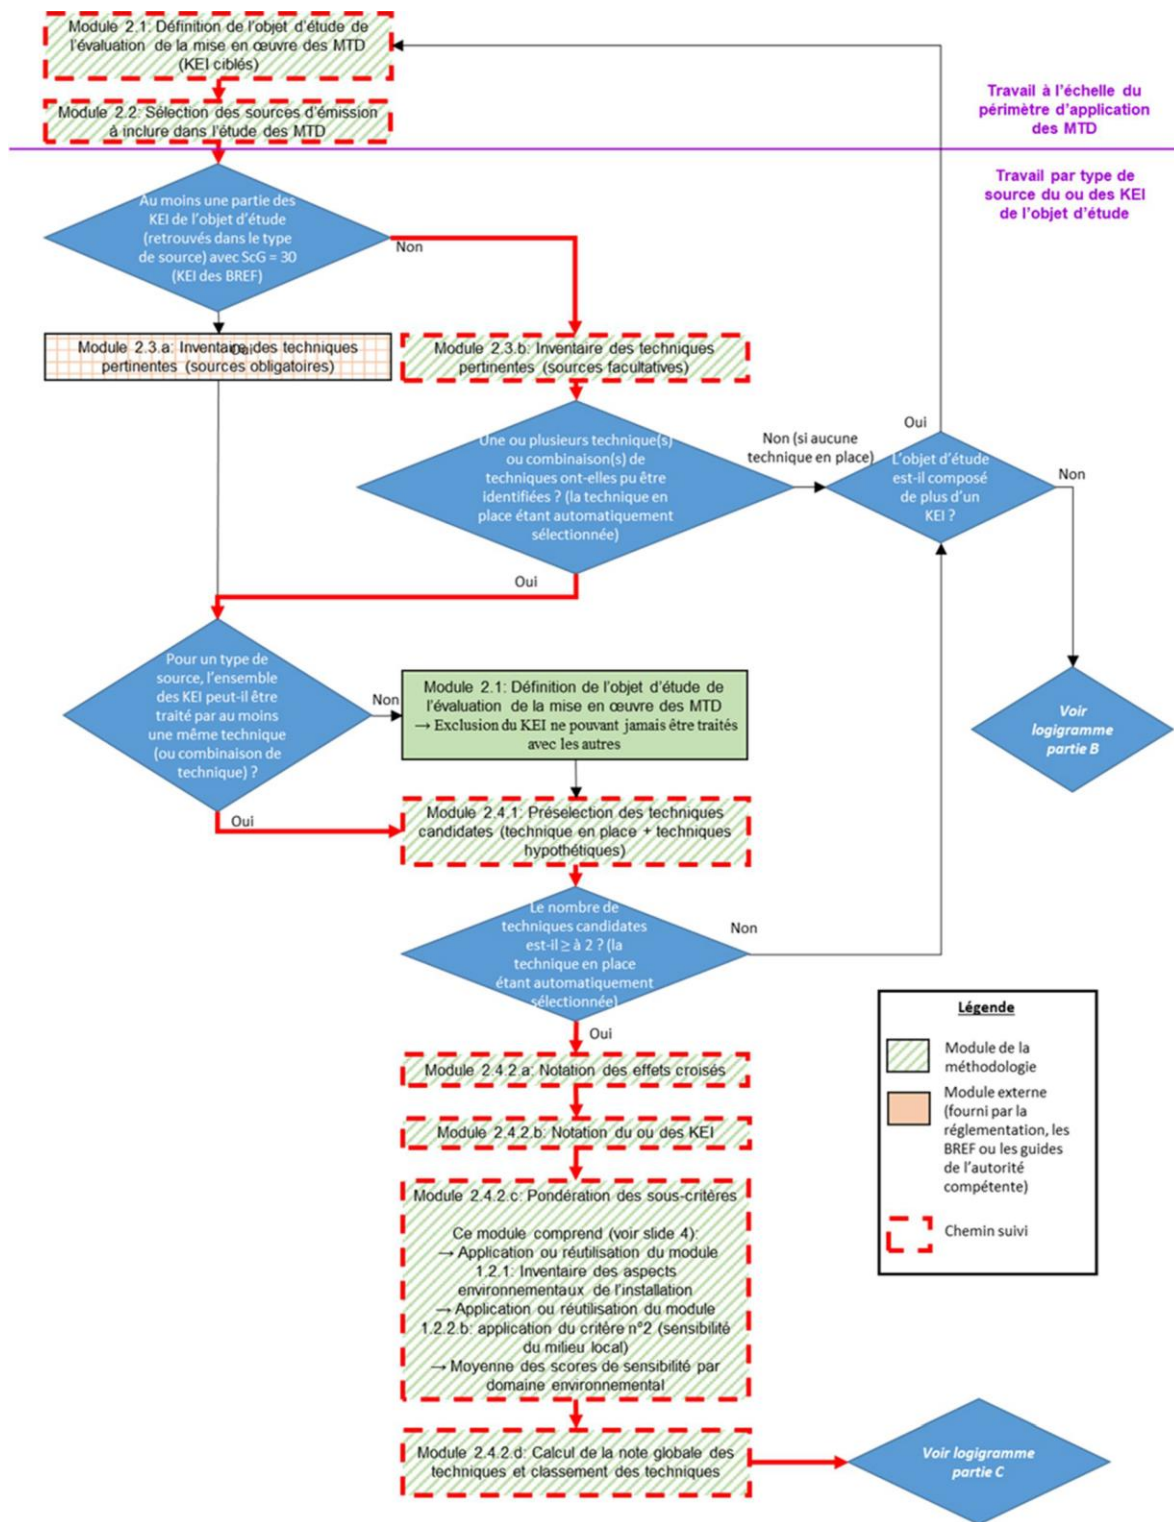 Module 2.1: Définition de l'objet d'étude de
l'évaluation de la mise en œuvre des MTD
(KEI ciblés)
Module 2.2: Sélection des sources d'émission
à inclure dans l'étude des MTD
Travail à l'échelle du
périmètre d'application
des MTD
Travail par type de
source du ou des KEI
de l'objet d'étude
Au moins une partie des
KEI de l'objet d'étude
(retrouvés dans le type
de source) avec ScG = 30
(KEI des BREF)
Non
Oui
Module 2.3.a: Inventaire des techniques
pertinentes (sources obligatoires)
Module 2.3.b: Inventaire des techniques
pertinentes (sources facultatives)
Une ou plusieurs technique(s)
ou combinaison(s) de
techniques ont-elles pu être
identifiées ? (la technique en
place étant automatiquement
sélectionnée)
Non (si aucune
technique en place)
Oui
L'objet d'étude
est-il composé
de plus d'un
KEI ?
Non
Oui
Pour un type de
source, l'ensemble
des KEI peut-il être
traité par au moins
une même technique
(ou combinaison de
technique) ?
Non
Module 2.1: Définition de l'objet d'étude de
l'évaluation de la mise en œuvre des MTD
→ Exclusion du KEI ne pouvant jamais être traités
avec les autres
Voir
logigramme
partie B
Oui
Module 2.4.1: Préselection des techniques
candidates (technique en place + techniques
hypothétiques)
Le nombre de
techniques candidates
est-il ≥ à 2 ? (la
technique en place
étant automatiquement
sélectionnée)
Non
Oui
Module 2.4.2.a: Notation des effets croisés
Module 2.4.2.b: Notation du ou des KEI
Module 2.4.2.c: Pondération des sous-critères
Ce module comprend (voir slide 4):
→ Application ou réutilisation du module
1.2.1: Inventaire des aspects
environnementaux de l'installation
→ Application ou réutilisation du module
1.2.2.b: application du critère n°2 (sensibilité
du milieu local)
→ Moyenne des scores de sensibilité par
domaine environnemental
Module 2.4.2.d: Calcul de la note globale des
techniques et classement des techniques
Voir logigramme
partie C
Légende
Module de la
méthodologie
Module externe
(fourni par la
réglementation, les
BREF ou les guides
de l'autorité
compétente)
Chemin suivi